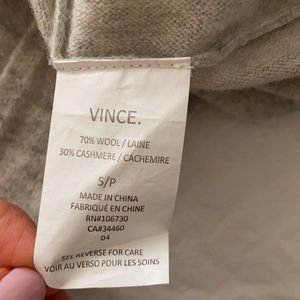 VINCE.
70% WOOL / LAINE
30% CASHMERE / CACHEMIRE
S/P
MADE IN CHINA
FABRIQUÉ EN CHINE
RN#106730
CA#34460
04
SEE REVERSE FOR CARE
VOIR AU VERSO POUR LES SOINS